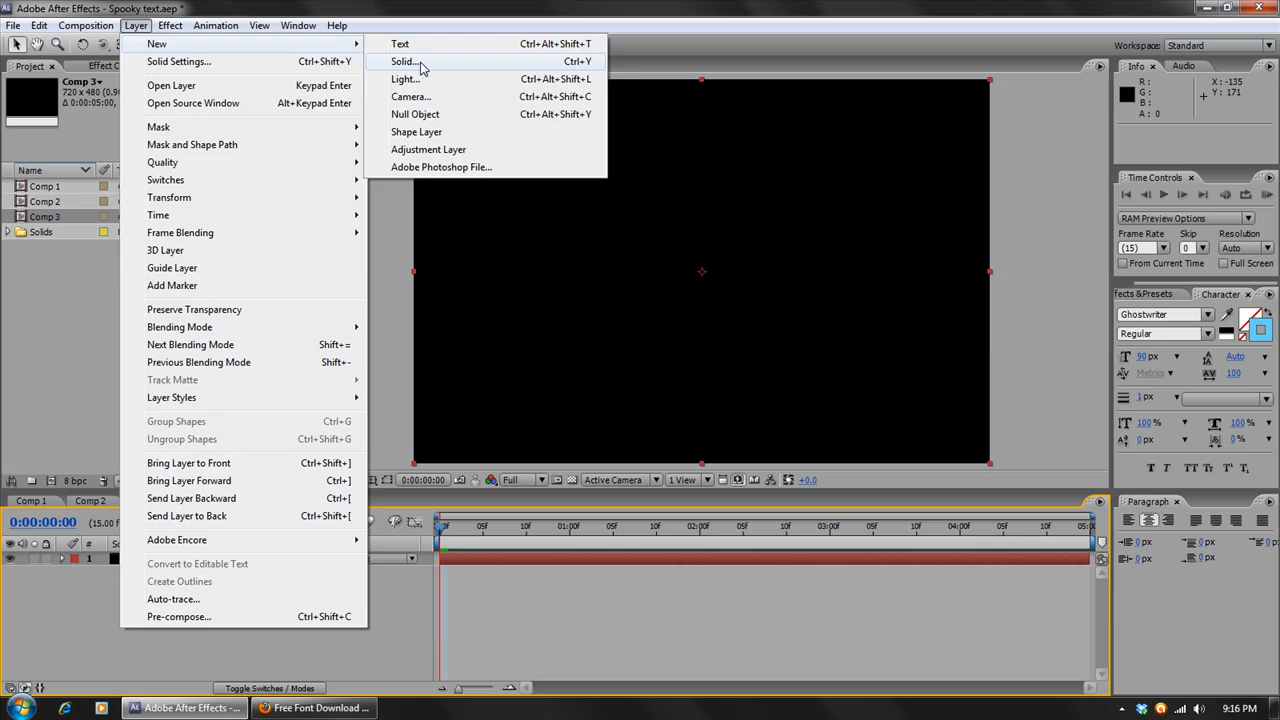 Adobe After Effects - Spooky text.aep *
File Edit Composition Layer Effect Animation View Window Help
Workspace: Standard
Project
Effect C
Comp 3
720 x 480 (0.9
0:00:05:00,
Name
Comp 1
Comp 2
Comp 3
Solids
New
Solid Settings... Ctrl+Shift+Y
Open Layer Keypad Enter
Open Source Window Alt+Keypad Enter
Mask
Mask and Shape Path
Quality
Switches
Transform
Time
Frame Blending
3D Layer
Guide Layer
Add Marker
Preserve Transparency
Blending Mode
Next Blending Mode Shift+=
Previous Blending Mode Shift+-
Track Matte
Layer Styles
Group Shapes Ctrl+G
Ungroup Shapes Ctrl+Shift+G
Bring Layer to Front Ctrl+Shift+]
Bring Layer Forward Ctrl+]
Send Layer Backward Ctrl+[
Send Layer to Back Ctrl+Shift+[
Adobe Encore
Convert to Editable Text
Create Outlines
Auto-trace...
Pre-compose... Ctrl+Shift+C
Text Ctrl+Alt+Shift+T
Solid... Ctrl+Y
Light... Ctrl+Alt+Shift+L
Camera... Ctrl+Alt+Shift+C
Null Object Ctrl+Alt+Shift+Y
Shape Layer
Adjustment Layer
Adobe Photoshop File...
Info
Audio
R:
G:
B:
A: 0
X: -135
Y: 171
Time Controls
RAM Preview Options
Frame Rate Skip Resolution
(15) 0 Auto
From Current Time Full Screen
Effects&Presets
Character
Ghostwriter
Regular
90 px Auto
Metrics 100
1 px
100 % 100 %
0 px 0 %
T T TT Tr T' T,
8 bpc
0:00:00:00 Full Active Camera 1 View +0.0
Comp 1 Comp 2
0:00:00:00 (15.00 f
# So
1
0f 05f 10f 01:00f 05f 10f 02:00f 05f 10f 03:00f 05f 10f 04:00f 05f 10f 05:0
Paragraph
0 px 0 px 0 px
0 px 0 px
Toggle Switches / Modes
Adobe After Effects -...
Free Font Download ...
9:16 PM